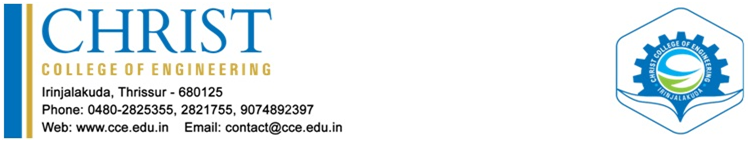 CHRIST
COLLEGE OF ENGINEERING
Irinjalakuda, Thrissur - 680125
Phone: 0480-2825355, 2821755, 9074892397
Web: www.cce.edu.in    Email: contact@cce.edu.in
CHRIST COLLEGE OF ENGINEERING
IRINJALAKUDA